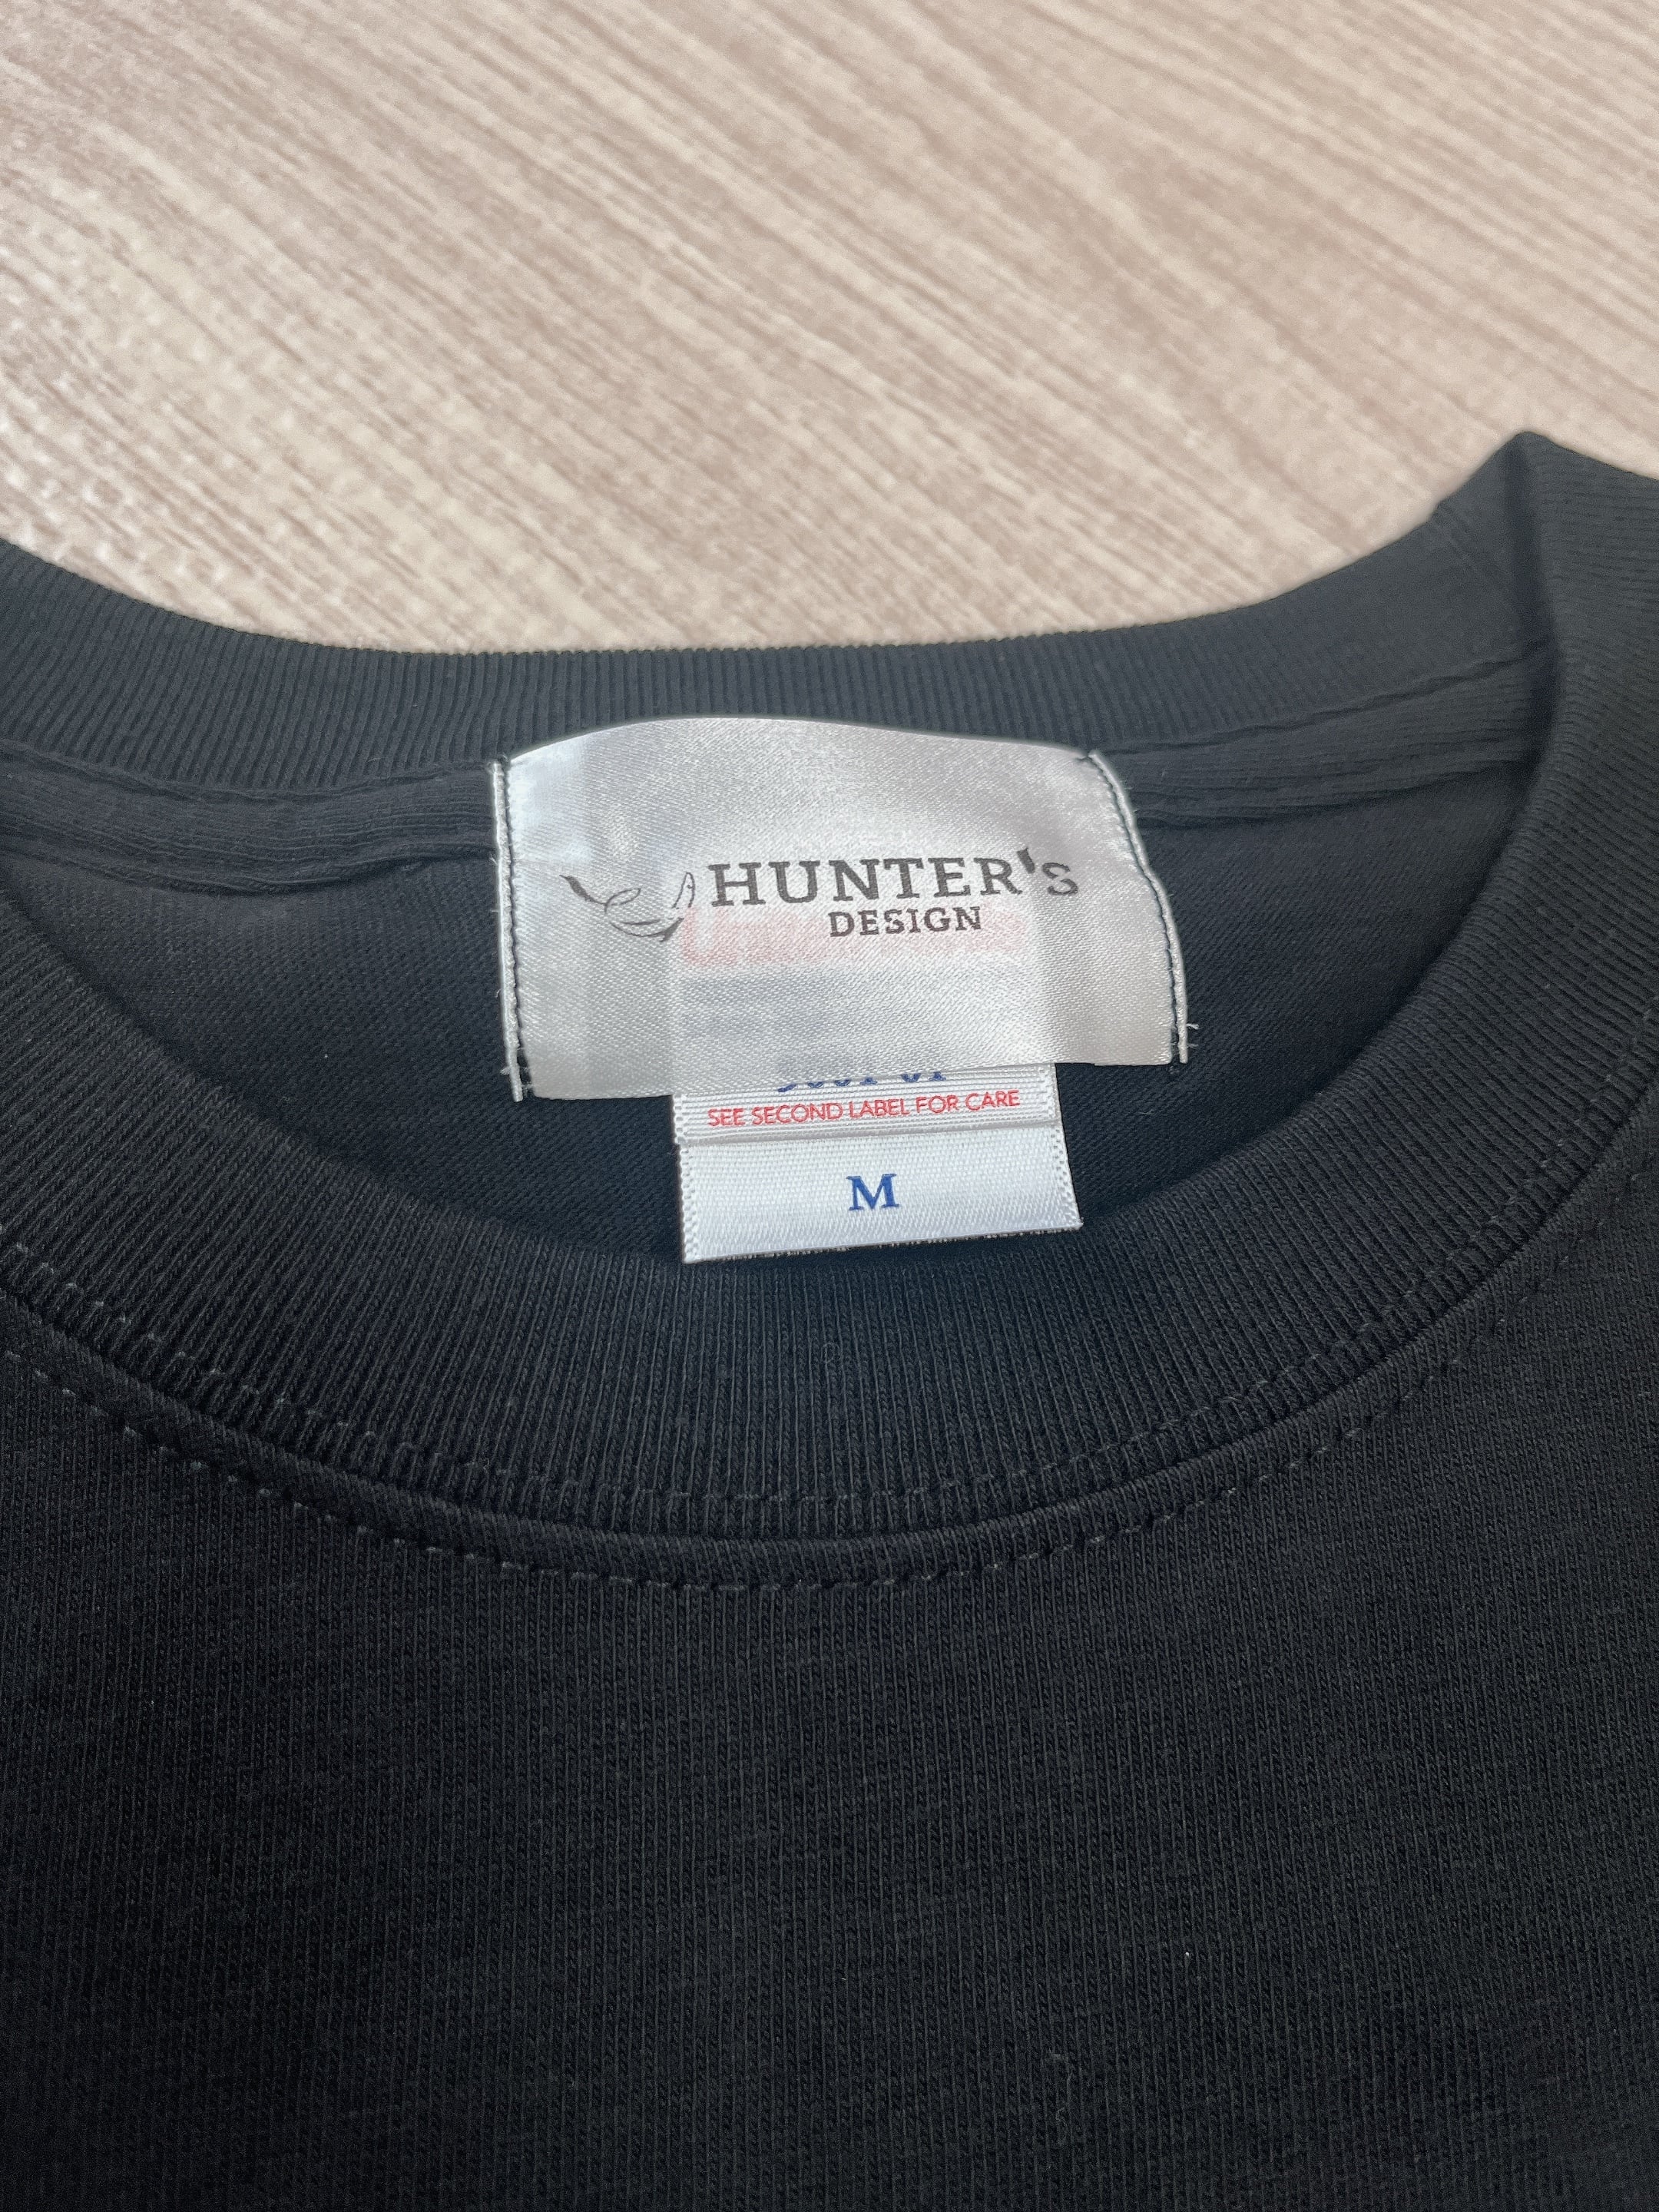 HUNTER's
DESIGN
SEE SECOND LABEL FOR CARE
M